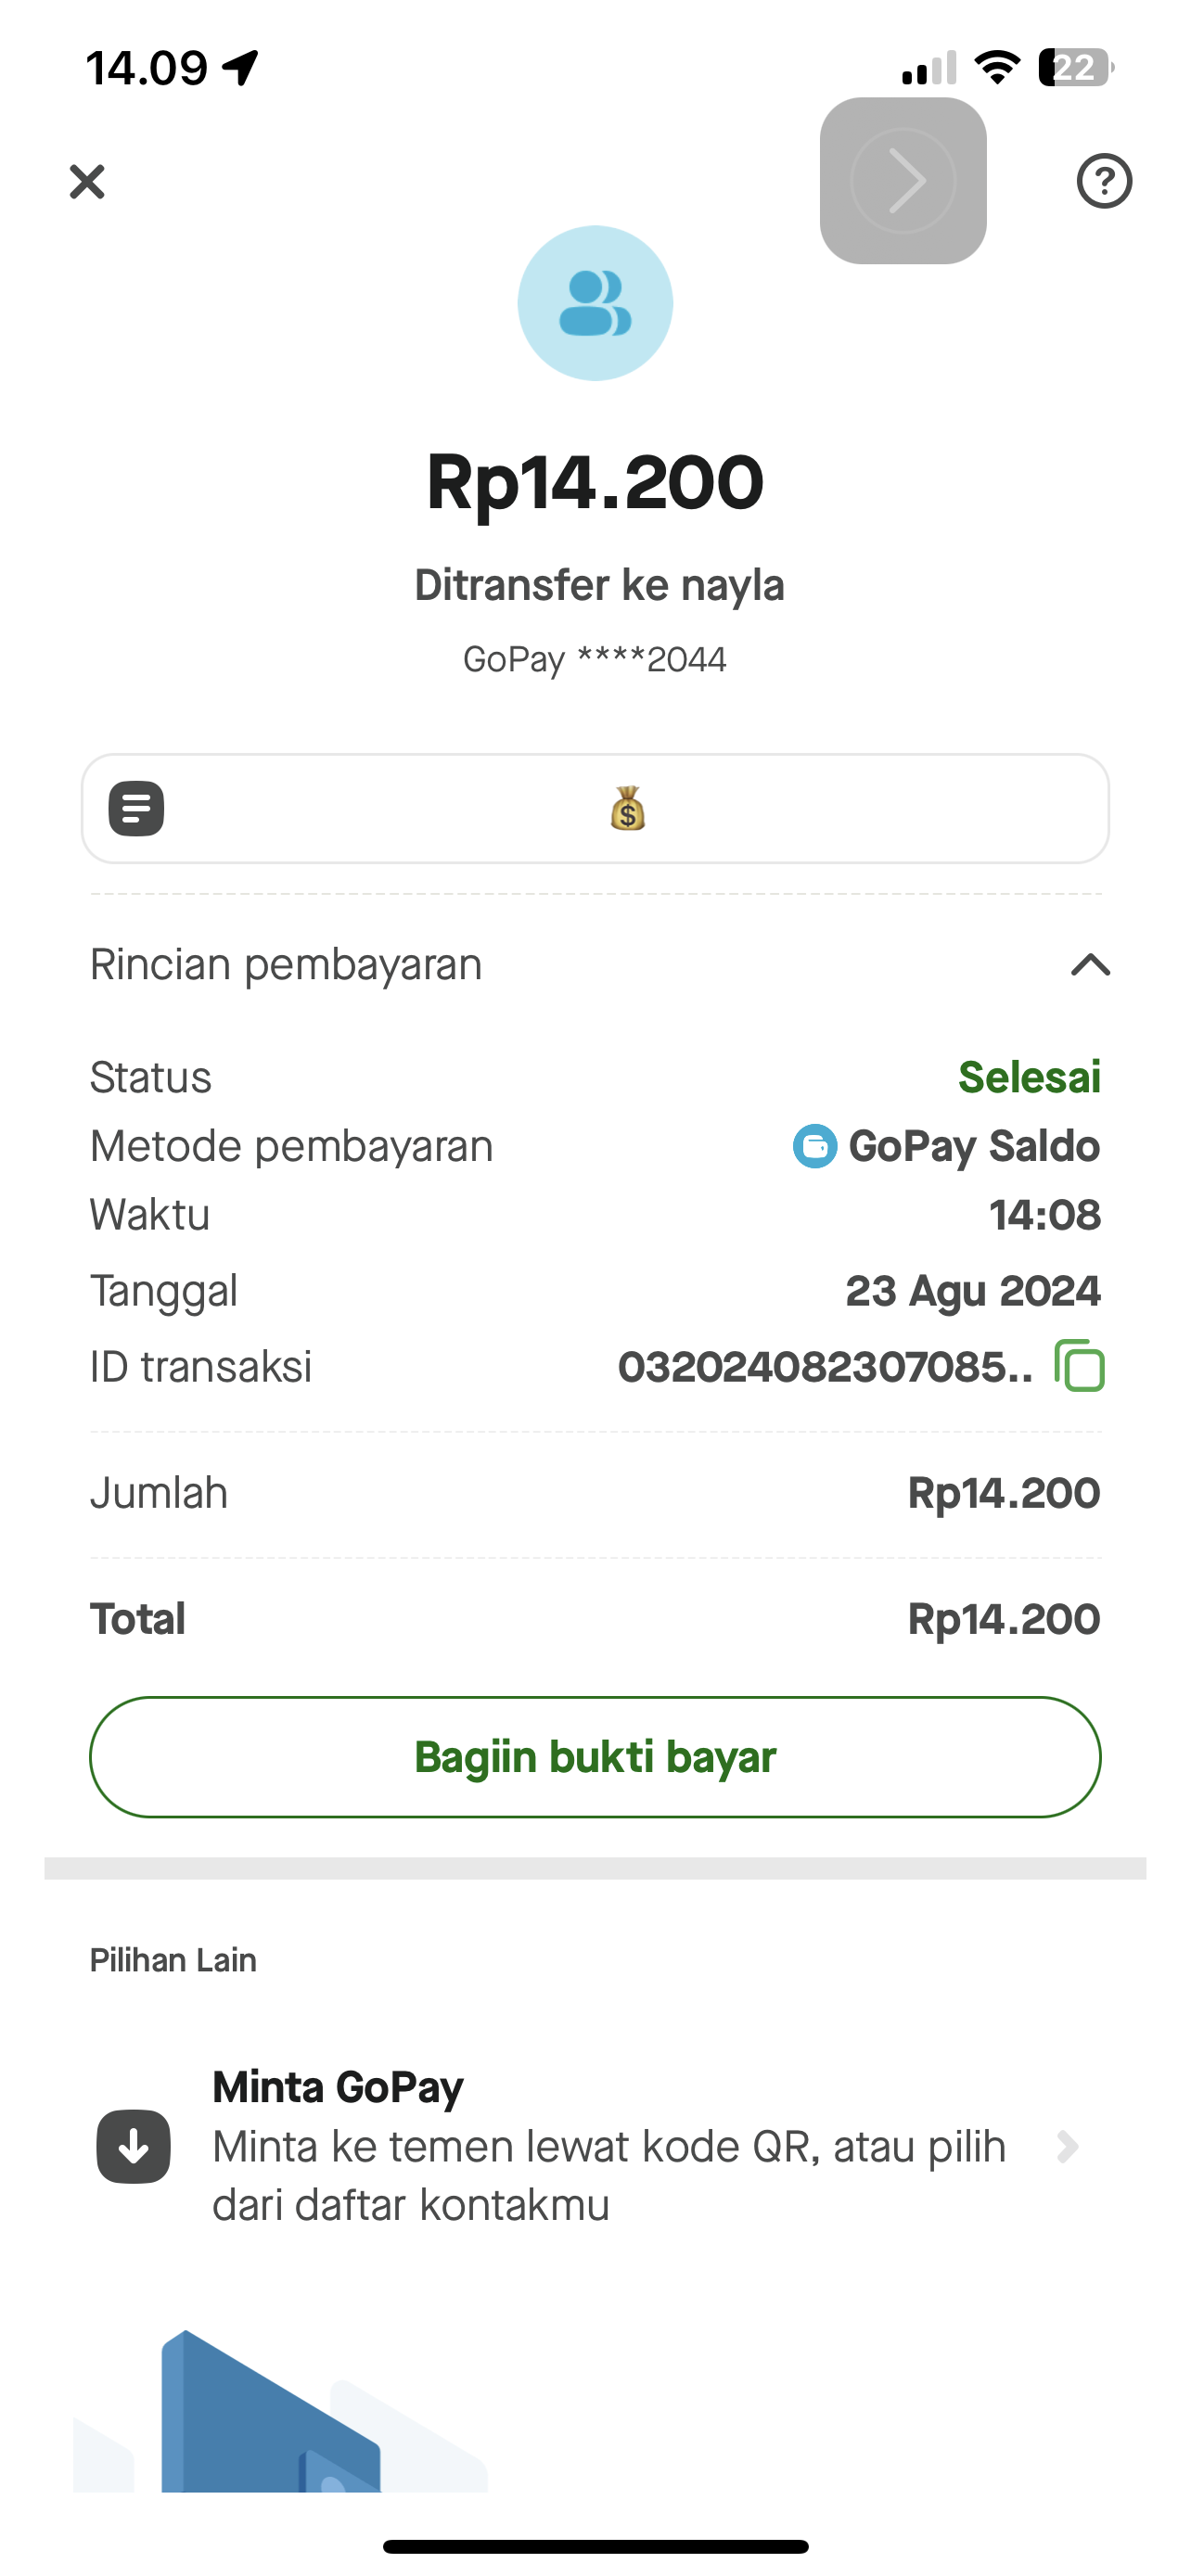 14.09
22
Rp14.200
Ditransfer ke nayla
GoPay ****2044
Rincian pembayaran
Status Selesai
Metode pembayaran GoPay Saldo
Waktu 14:08
Tanggal 23 Agu 2024
ID transaksi 032024082307085..
Jumlah Rp14.200
Total Rp14.200
Bagiin bukti bayar
Pilihan Lain
Minta GoPay
Minta ke temen lewat kode QR, atau pilih
dari daftar kontakmu